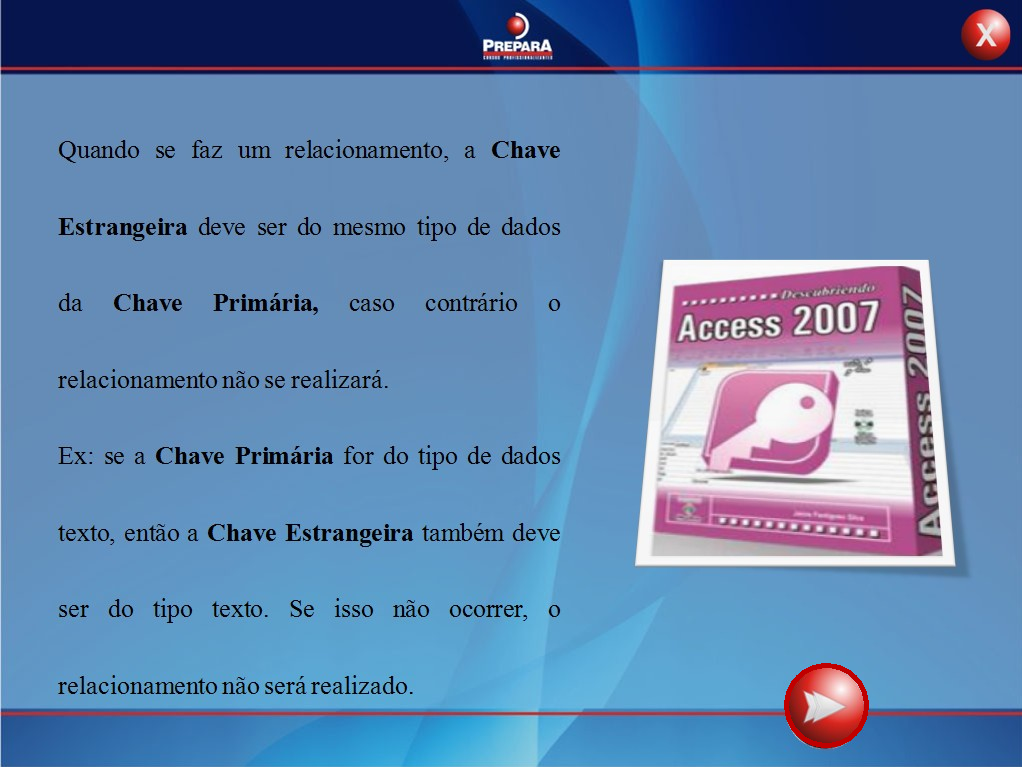 PREPARA
CURSOS PROFISSIONALIZANTES
X
Quando se faz um relacionamento, a Chave
Estrangeira deve ser do mesmo tipo de dados
da Chave Primária, caso contrário o
relacionamento não se realizará.
Ex: se a Chave Primária for do tipo de dados
texto, então a Chave Estrangeira também deve
ser do tipo texto. Se isso não ocorrer, o
relacionamento não será realizado.
Descubriendo
Access 2007
Access 2007